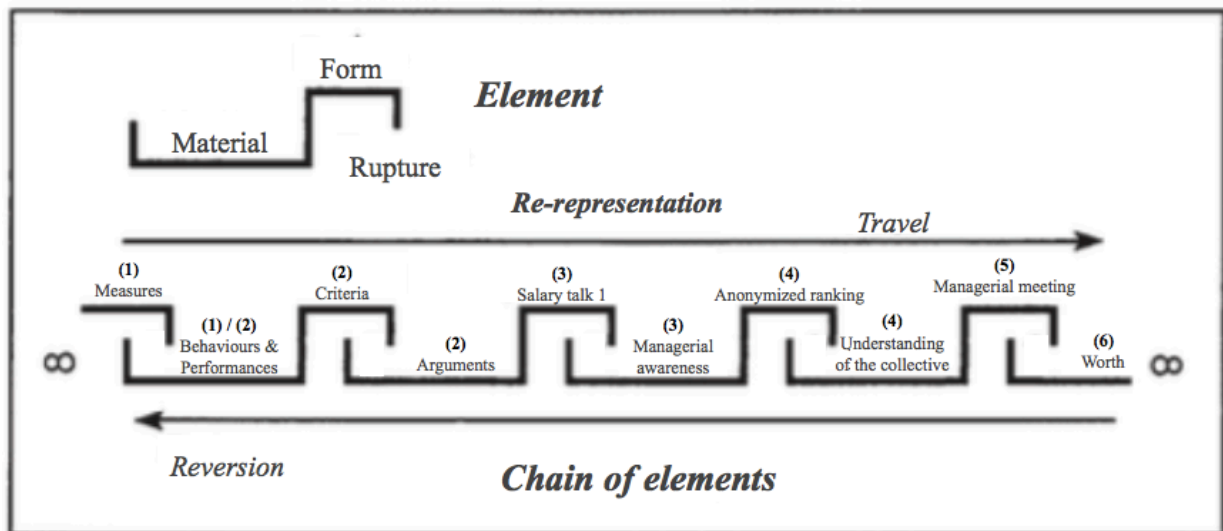 Form
Element
Material
Rupture
Re-representation
Travel
(1)
Measures
(2)
Criteria
(3)
Salary talk 1
(4)
Anonymized ranking
(5)
Managerial meeting
∞
(1) / (2)
Behaviours &
Performances
(2)
Arguments
(3)
Managerial
awareness
(4)
Understanding
of the collective
(6)
Worth
∞
Reversion
Chain of elements